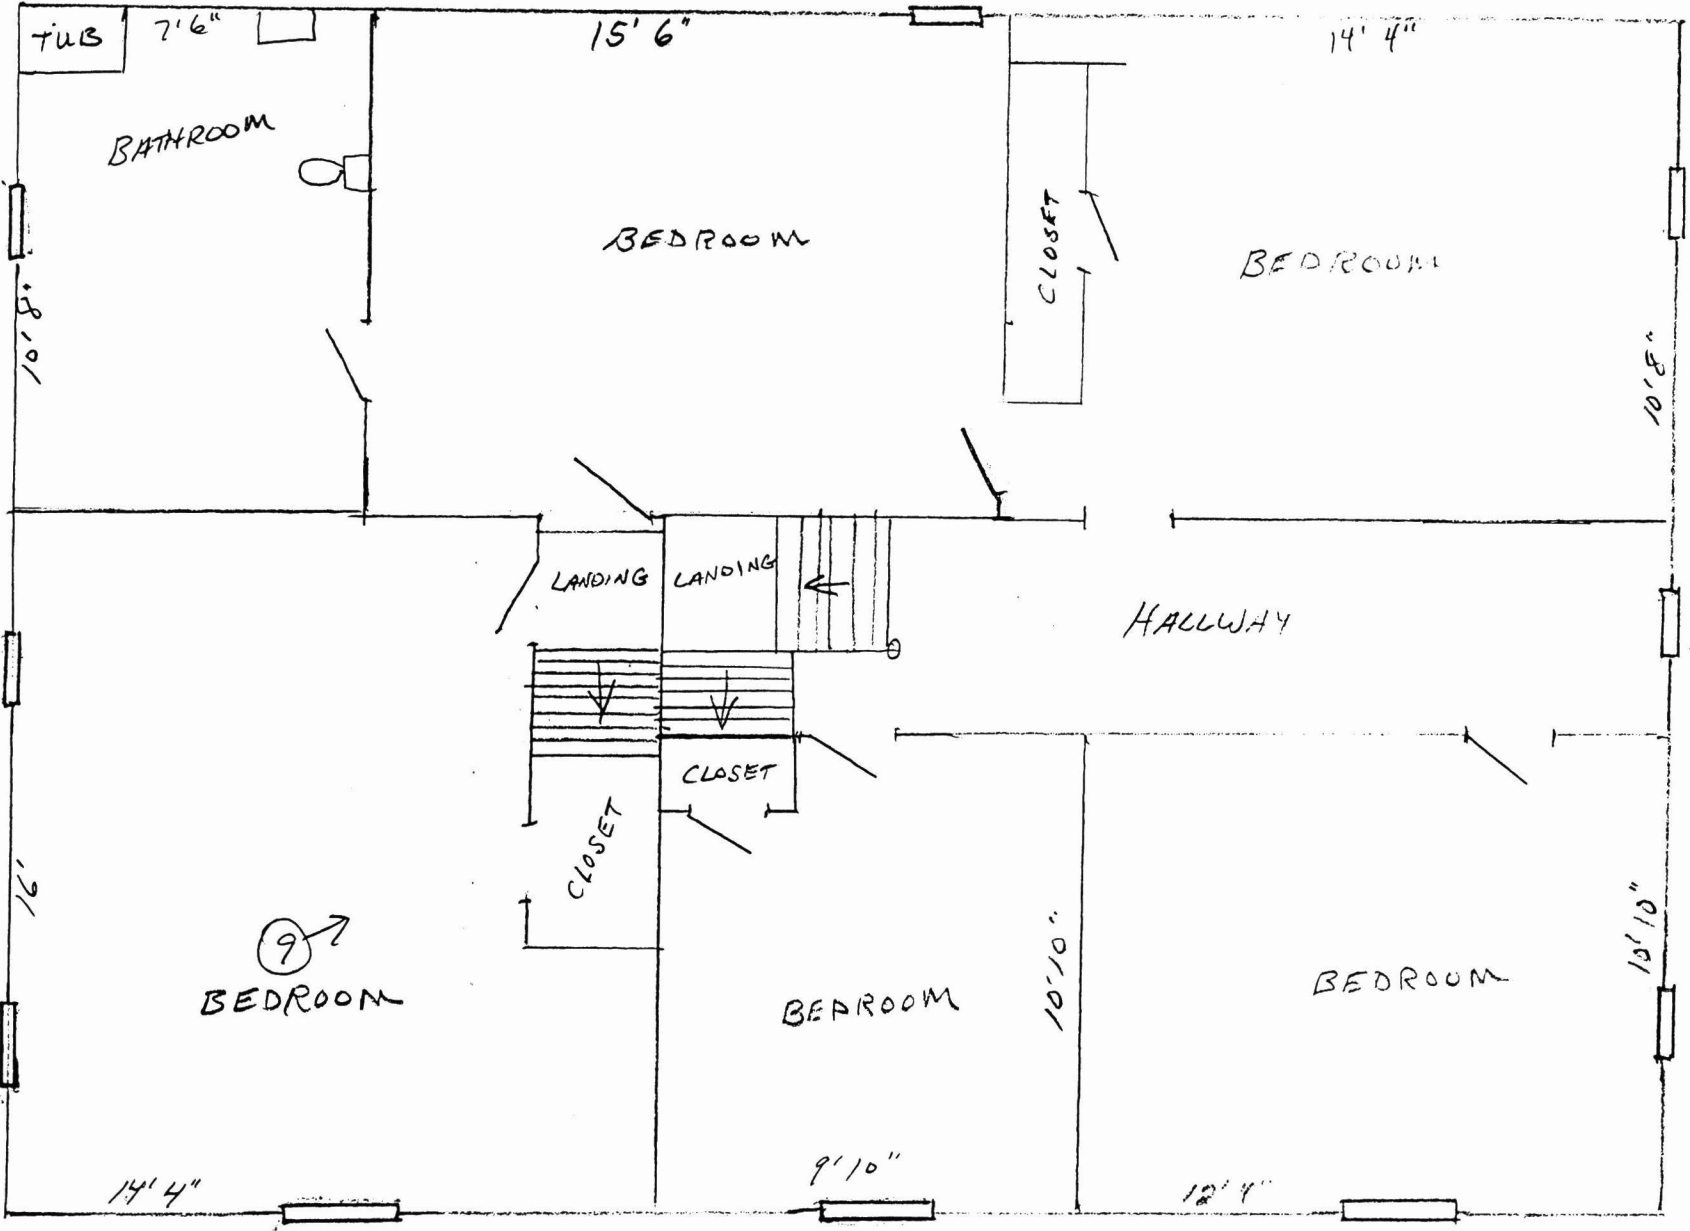 TUB
7'6"
15' 6"
14' 4"
BATHROOM
BEDROOM
CLOSET
BEDROOM
10'8"
10'8"
LANDING
LANDING
HALLWAY
CLOSET
CLOSET
16'
9
BEDROOM
BEDROOM
10'10"
BEDROOM
10'10"
14'4"
9'10"